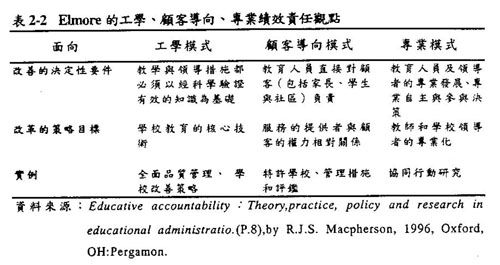 表 2-2 Elmore 的工學、顧客導向、專業績效責任觀點
面向 工學模式 顧客導向模式 專業模式
改善的決定性要件 教學與領導措施都 教育人員直接對顧 教育人員及領導
必須以經科學驗證 客(包括家長、學生 者的專業發展、專
有效的知識為基礎 與社區) 負責 業自主與參與決
策
改革的策略目標 學校教育的核心技 服務的提供者與顧 教師和學校領導
術 客的權力相對關係 者的專業化
實例 全面品質管理、學 特許學校、管理措施 協同行動研究
校改善策略 和評鑑
資料來源：Educative accountability：Theory,practice, policy and research in
educational administratio.(P.8),by R.J.S. Macpherson, 1996, Oxford,
OH:Pergamon.